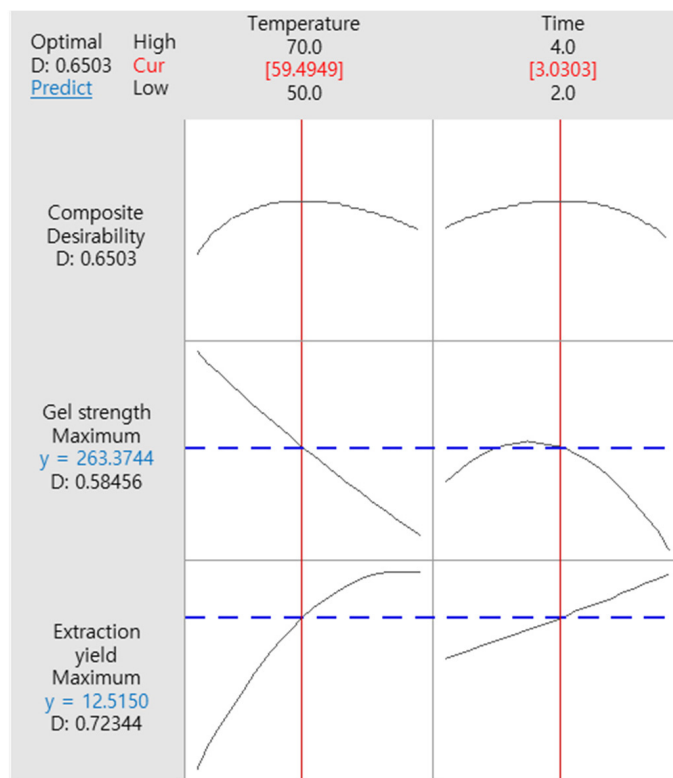 Optimal High Temperature Time
D: 0.6503 Cur 70.0 4.0
Predict Low [59.4949] [3.0303]
50.0 2.0
Composite
Desirability
D: 0.6503
Gel strength
Maximum
y = 263.3744
D: 0.58456
Extraction
yield
Maximum
y = 12.5150
D: 0.72344